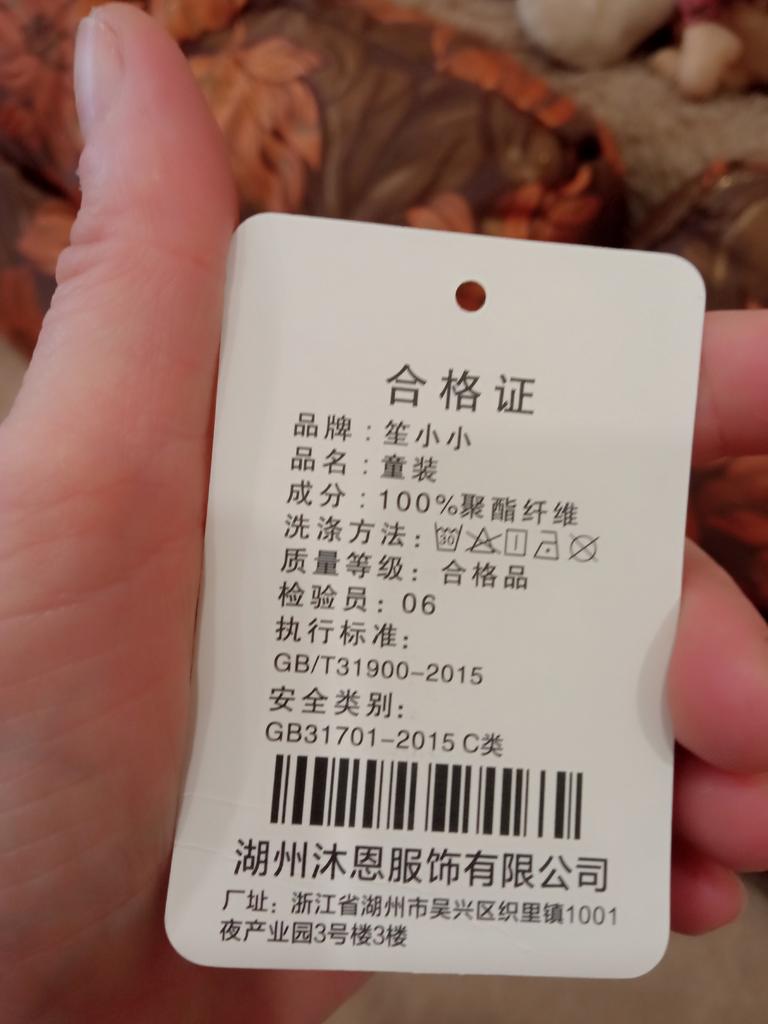 合格证
品牌：笙小小
品名：童装
成分：100%聚酯纤维
洗涤方法：30
质量等级：合格品
检验员：06
执行标准：
GB/T31900-2015
安全类别：
GB31701-2015 C类
湖州沐恩服饰有限公司
厂址：浙江省湖州市吴兴区织里镇1001
夜产业园3号楼3楼